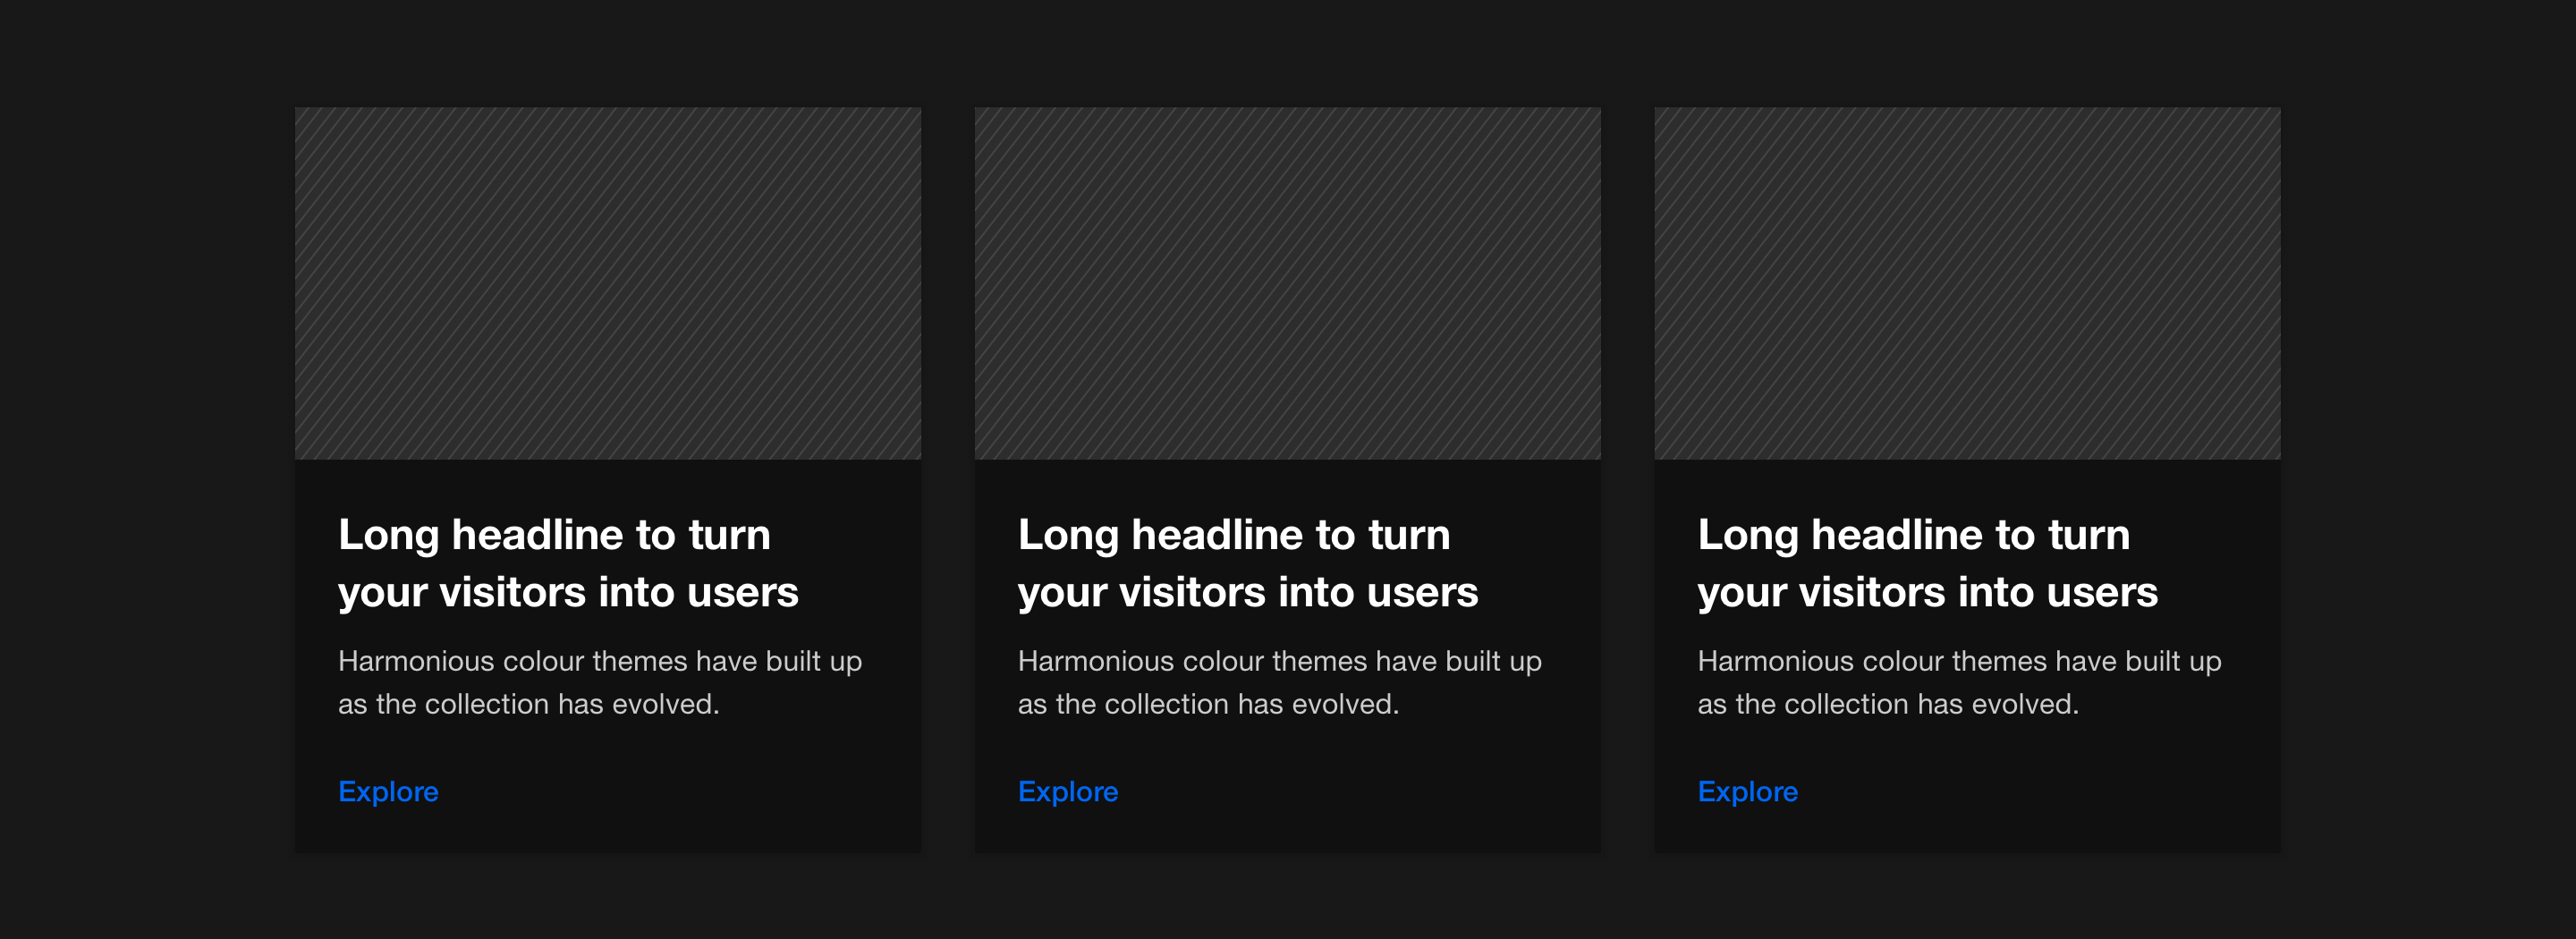 Long headline to turn
your visitors into users
Harmonious colour themes have built up
as the collection has evolved.
Explore
Long headline to turn
your visitors into users
Harmonious colour themes have built up
as the collection has evolved.
Explore
Long headline to turn
your visitors into users
Harmonious colour themes have built up
as the collection has evolved.
Explore